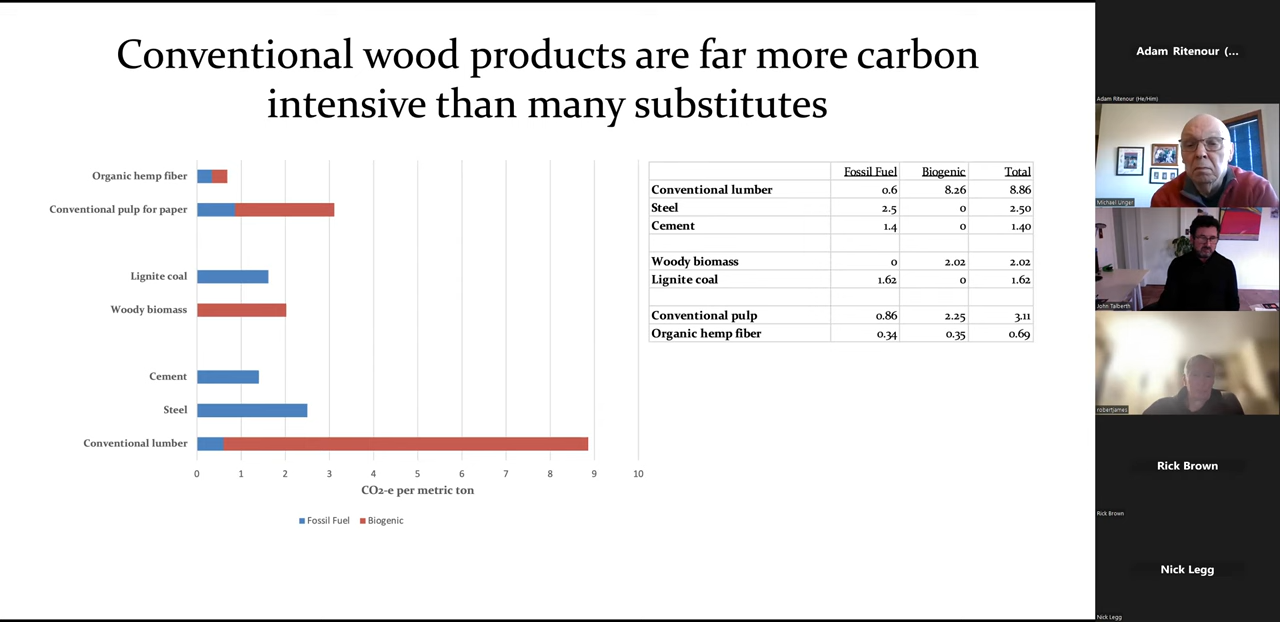 Conventional wood products are far more carbon
intensive than many substitutes
Organic hemp fiber
Conventional pulp for paper
Lignite coal
Woody biomass
Cement
Steel
Conventional lumber
0 1 2 3 4 5 6 7 8 9 10
CO2-e per metric ton
Fossil Fuel Biogenic
Fossil Fuel Biogenic Total
Conventional lumber 0.6 8.26 8.86
Steel 2.5 0 2.50
Cement 1.4 0 1.40
Woody biomass 0 2.02 2.02
Lignite coal 1.62 0 1.62
Conventional pulp 0.86 2.25 3.11
Organic hemp fiber 0.34 0.35 0.69
Adam Ritenour (...
Adam Ritenour (He/Him)
Michael Unger
John Talberth
robertjames
Rick Brown
Rick Brown
Nick Legg
Nick Legg